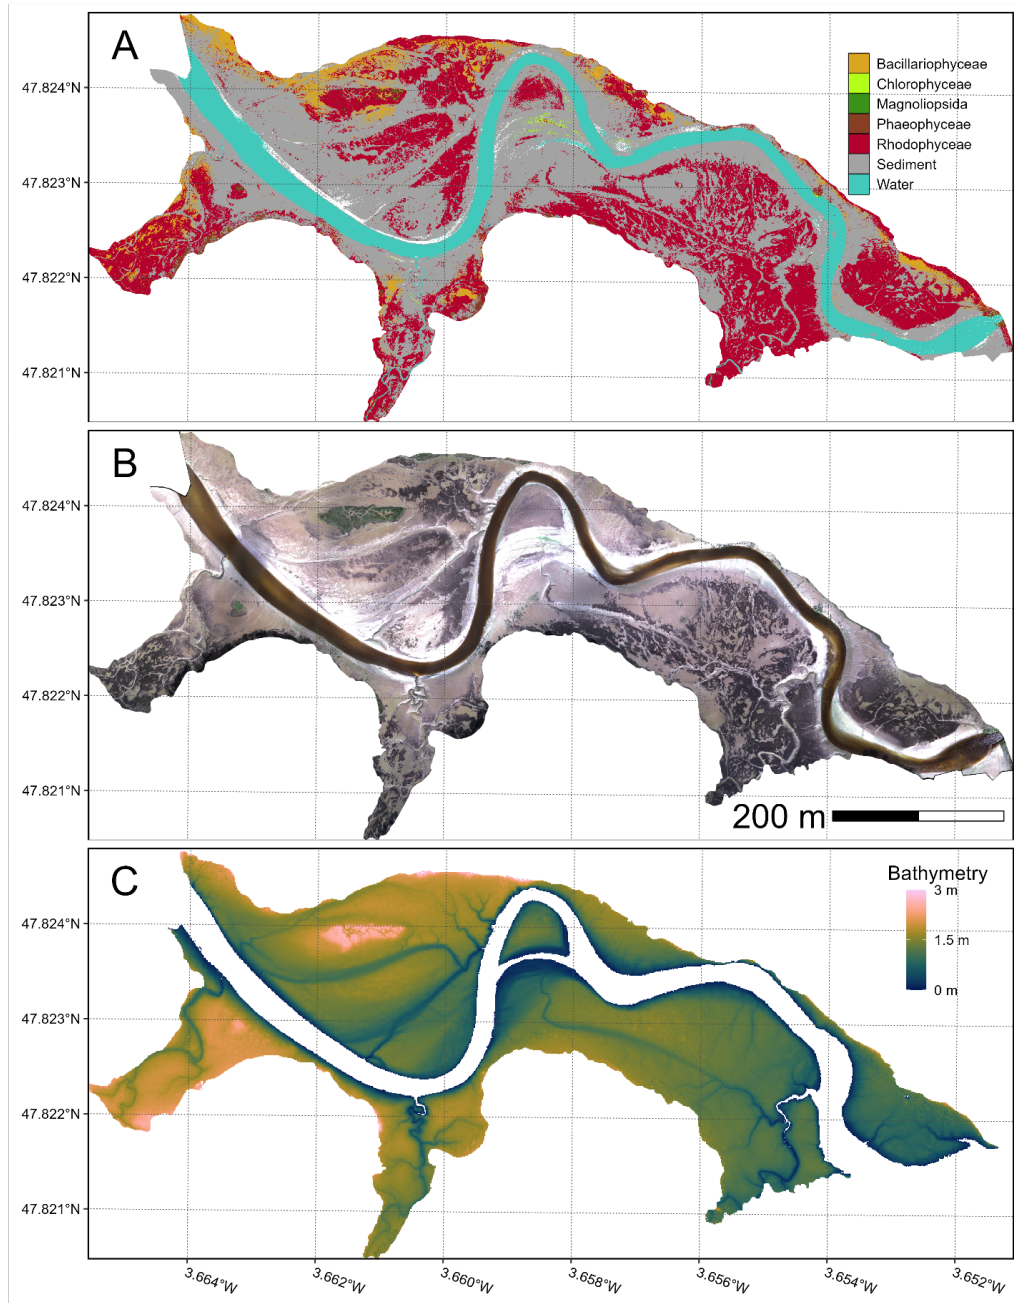 A
Bacillariophyceae
Chlorophyceae
Magnoliopsida
Phaeophyceae
Rhodophyceae
Sediment
Water
47.824°N
47.823°N
47.822°N
47.821°N
B
47.824°N
47.823°N
47.822°N
47.821°N
200 m
C
Bathymetry
3 m
1.5 m
0 m
47.824°N
47.823°N
47.822°N
47.821°N
3.664°W
3.662°W
3.660°W
3.658°W
3.656°W
3.654°W
3.652°W